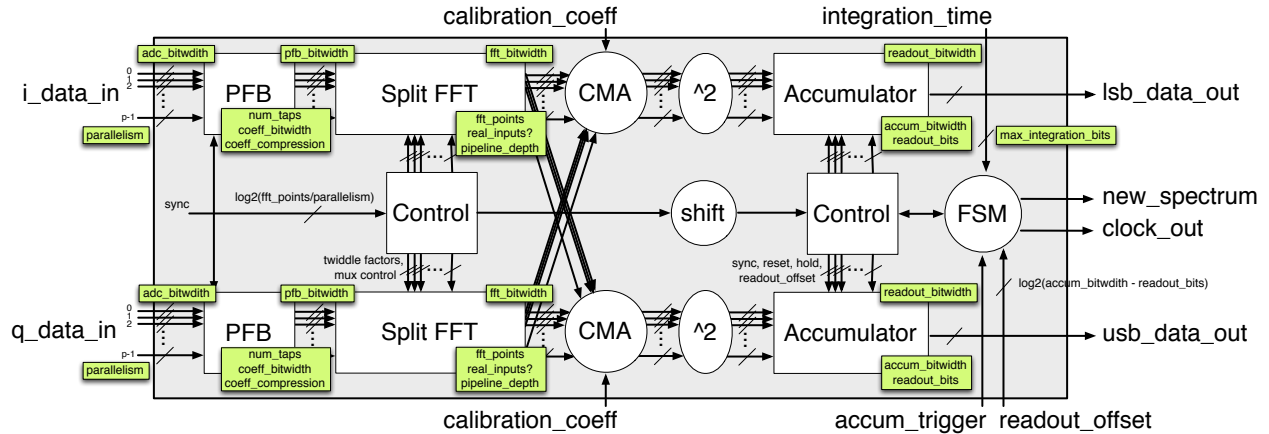 calibration_coeff
integration_time
adc_bitwdith
pfb_bitwidth
fft_bitwidth
readout_bitwidth
0
1
2
i_data_in
PFB
Split FFT
CMA
^2
Accumulator
lsb_data_out
p-1
parallelism
num_taps
coeff_bitwidth
coeff_compression
fft_points
real_inputs?
pipeline_depth
accum_bitwidth
readout_bits
max_integration_bits
...
...
sync
log2(fft_points/parallelism)
Control
shift
Control
FSM
new_spectrum
clock_out
twiddle factors,
mux control
...
sync, reset, hold,
readout_offset
...
log2(accum_bitwdith - readout_bits)
adc_bitwdith
pfb_bitwidth
fft_bitwidth
readout_bitwidth
0
1
2
q_data_in
PFB
Split FFT
CMA
^2
Accumulator
usb_data_out
p-1
parallelism
num_taps
coeff_bitwidth
coeff_compression
fft_points
real_inputs?
pipeline_depth
accum_bitwidth
readout_bits
calibration_coeff
accum_trigger
readout_offset